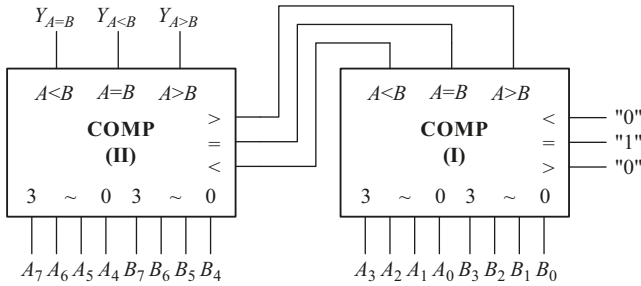 Y_{A=B} Y_{A<B} Y_{A>B}
A<B A=B A>B
COMP
(II)
>
=
<
3 ~ 0 3 ~ 0
A_7 A_6 A_5 A_4 B_7 B_6 B_5 B_4
A<B A=B A>B
COMP
(I)
< "0"
= "1"
> "0"
3 ~ 0 3 ~ 0
A_3 A_2 A_1 A_0 B_3 B_2 B_1 B_0